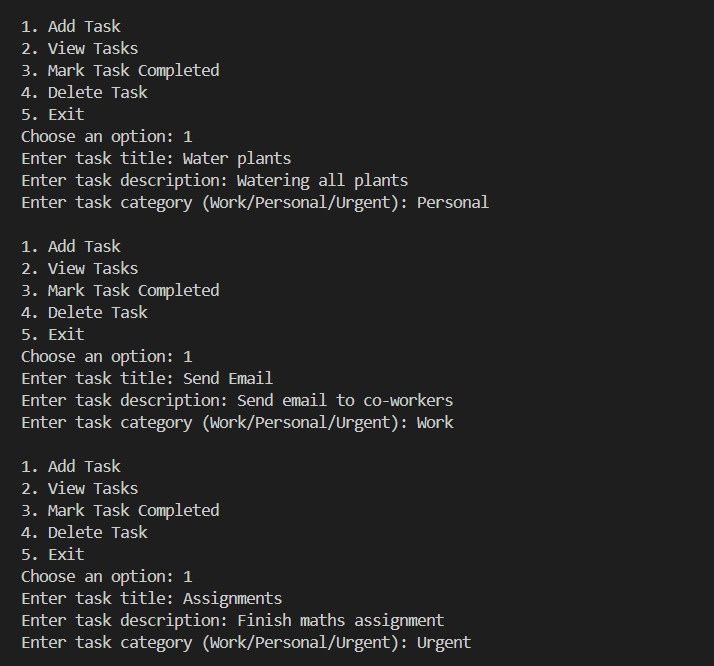 1. Add Task
2. View Tasks
3. Mark Task Completed
4. Delete Task
5. Exit
Choose an option: 1
Enter task title: Water plants
Enter task description: Watering all plants
Enter task category (Work/Personal/Urgent): Personal
1. Add Task
2. View Tasks
3. Mark Task Completed
4. Delete Task
5. Exit
Choose an option: 1
Enter task title: Send Email
Enter task description: Send email to co-workers
Enter task category (Work/Personal/Urgent): Work
1. Add Task
2. View Tasks
3. Mark Task Completed
4. Delete Task
5. Exit
Choose an option: 1
Enter task title: Assignments
Enter task description: Finish maths assignment
Enter task category (Work/Personal/Urgent): Urgent